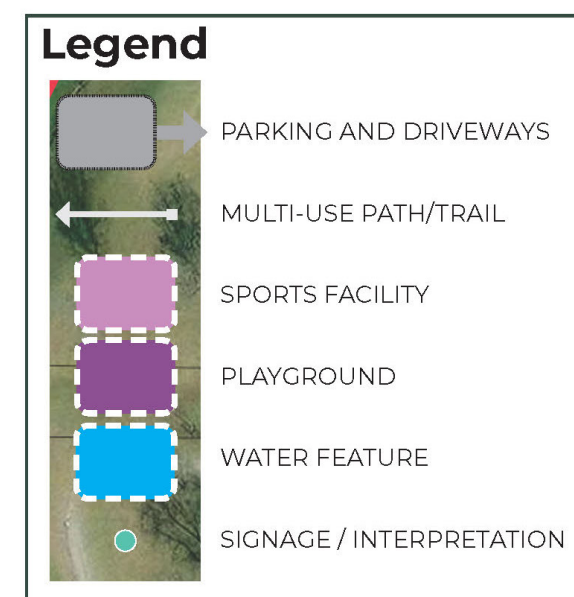 Legend
PARKING AND DRIVEWAYS
MULTI-USE PATH/TRAIL
SPORTS FACILITY
PLAYGROUND
WATER FEATURE
SIGNAGE / INTERPRETATION